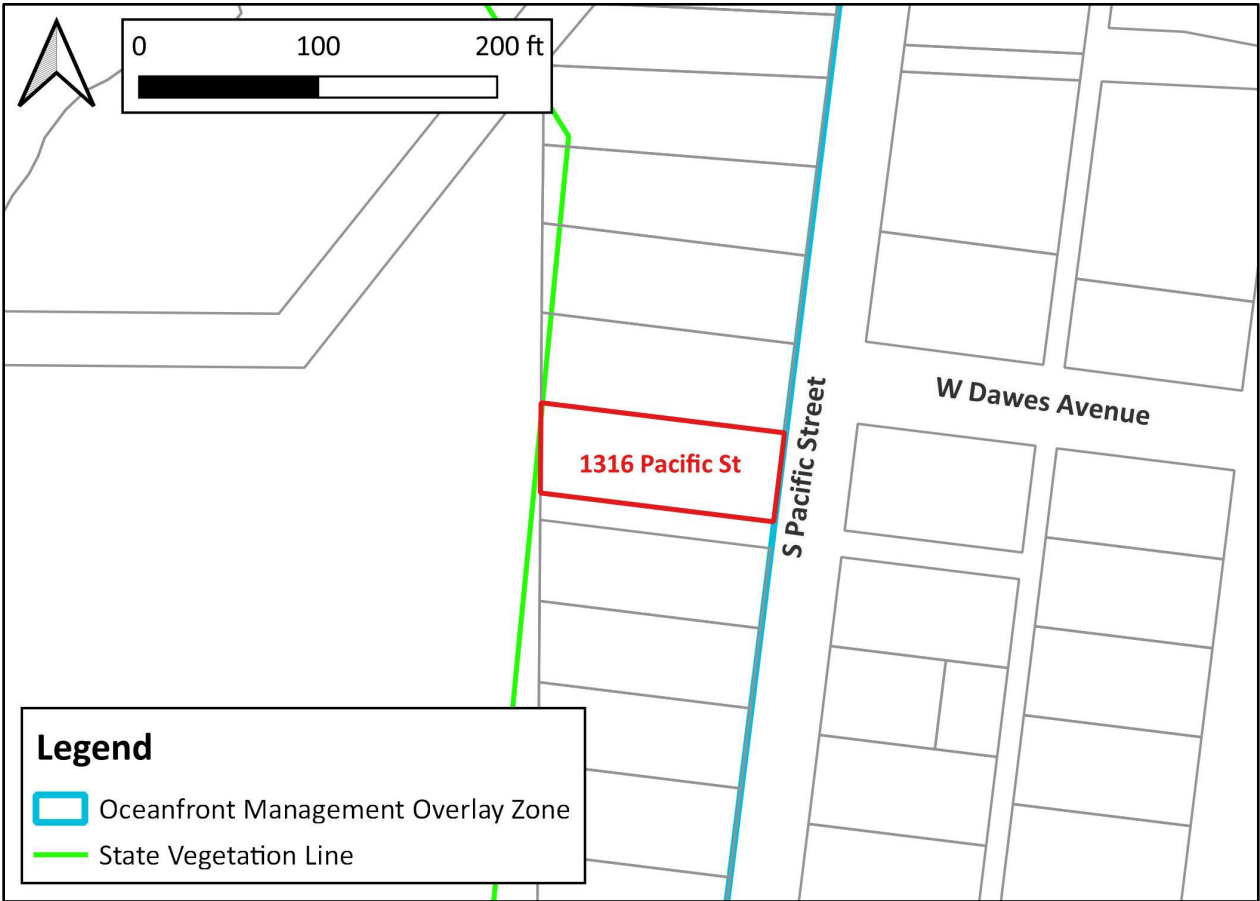 0 100 200 ft
W Dawes Avenue
1316 Pacific St
S Pacific Street
Legend
Oceanfront Management Overlay Zone
State Vegetation Line